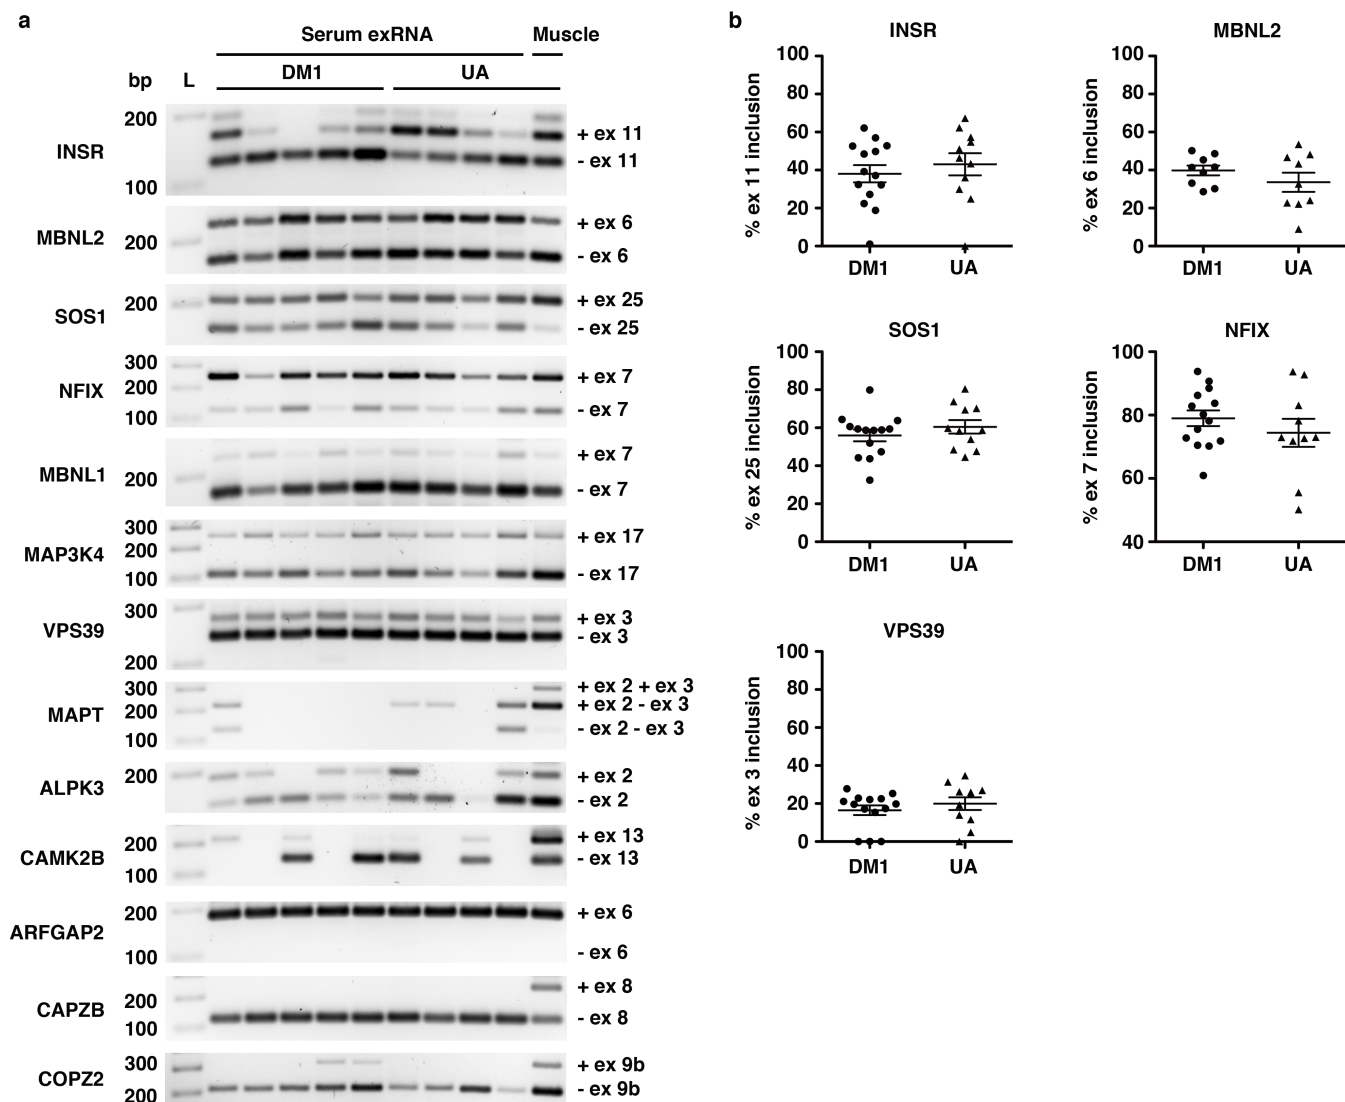 a
Serum exRNA Muscle
bp L DM1 UA
200
INSR
100
+ ex 11
- ex 11
MBNL2
200
+ ex 6
- ex 6
200
SOS1
+ ex 25
- ex 25
300
NFIX
200
100
+ ex 7
- ex 7
MBNL1
200
+ ex 7
- ex 7
300
MAP3K4
200
100
+ ex 17
- ex 17
300
VPS39
200
+ ex 3
- ex 3
300
MAPT
200
100
+ ex 2 + ex 3
+ ex 2 - ex 3
- ex 2 - ex 3
200
ALPK3
100
+ ex 2
- ex 2
200
CAMK2B
100
+ ex 13
- ex 13
200
ARFGAP2
100
+ ex 6
- ex 6
200
CAPZB
100
+ ex 8
- ex 8
300
COPZ2
200
+ ex 9b
- ex 9b
b
INSR
% ex 11 inclusion
100
80
60
40
20
0
DM1 UA
MBNL2
% ex 6 inclusion
100
80
60
40
20
0
DM1 UA
SOS1
% ex 25 inclusion
100
80
60
40
20
0
DM1 UA
NFIX
% ex 7 inclusion
100
80
60
40
DM1 UA
VPS39
% ex 3 inclusion
100
80
60
40
20
0
DM1 UA